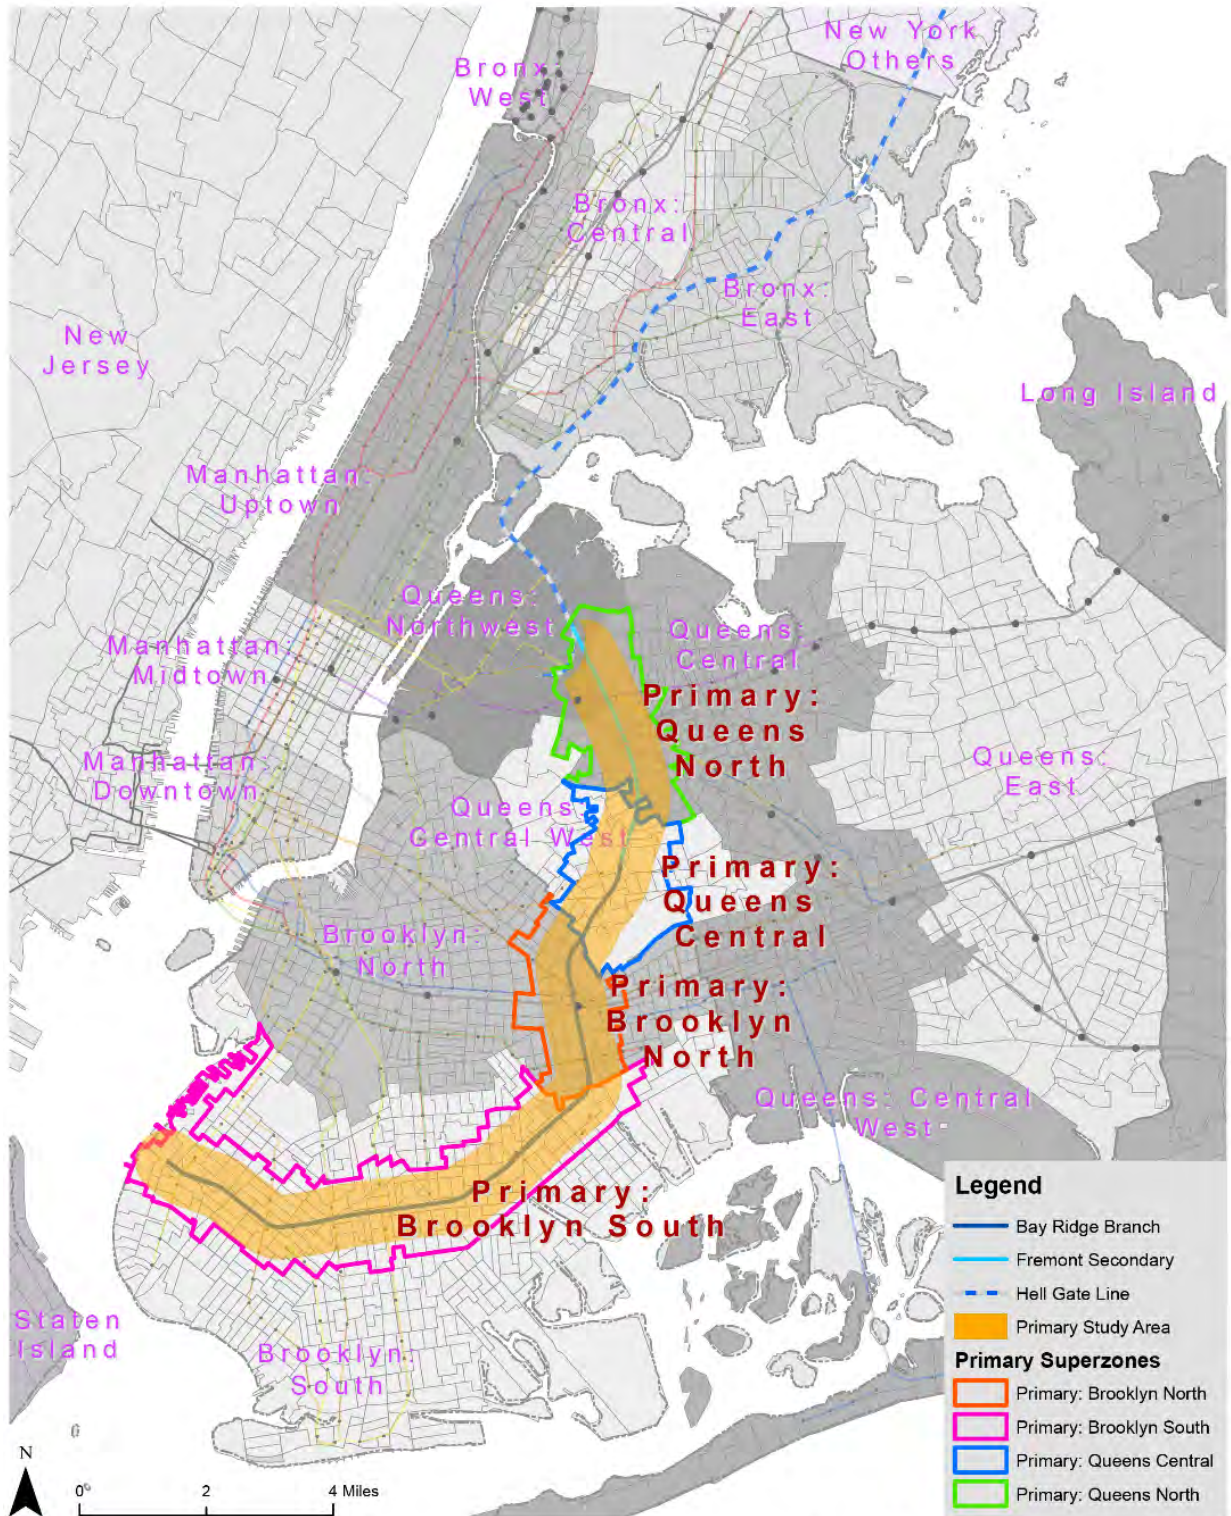 New York
Others
Bronx
West
Bronx:
Central
Bronx:
East
New
Jersey
Long Island
Manhattan:
Uptown
Queens:
Northwest
Queens:
Central
Manhattan:
Midtown
Primary:
Queens
North
Manhattan:
Downtown
Queens:
East
Queens
Central West
Primary:
Queens
Central
Brooklyn:
North
Primary:
Brooklyn
North
Queens: Central
West
Primary:
Brooklyn South
Staten
Island
Brooklyn:
South
N
0
2
4 Miles
Legend
Bay Ridge Branch
Fremont Secondary
Hell Gate Line
Primary Study Area
Primary Superzones
Primary: Brooklyn North
Primary: Brooklyn South
Primary: Queens Central
Primary: Queens North